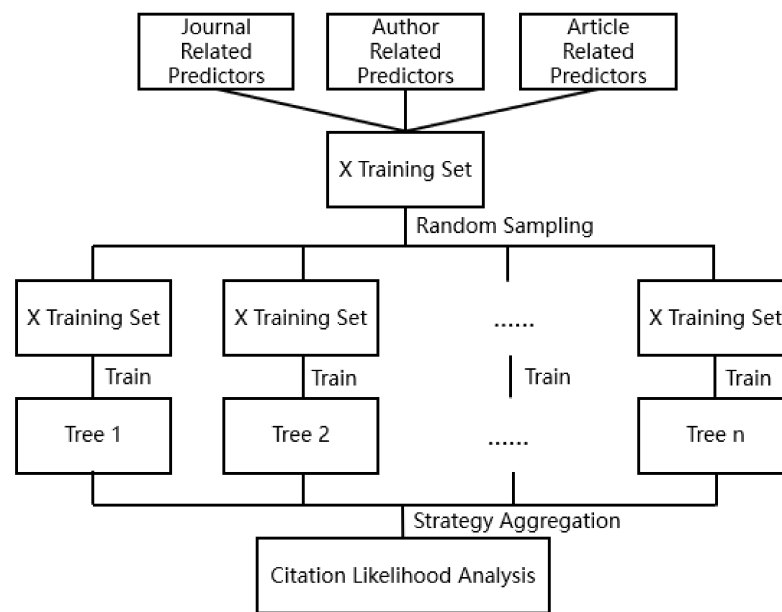 Journal
Related
Predictors
Author
Related
Predictors
Article
Related
Predictors
X Training Set
Random Sampling
X Training Set
X Training Set
......
X Training Set
Train
Train
Train
Train
Tree 1
Tree 2
......
Tree n
Strategy Aggregation
Citation Likelihood Analysis